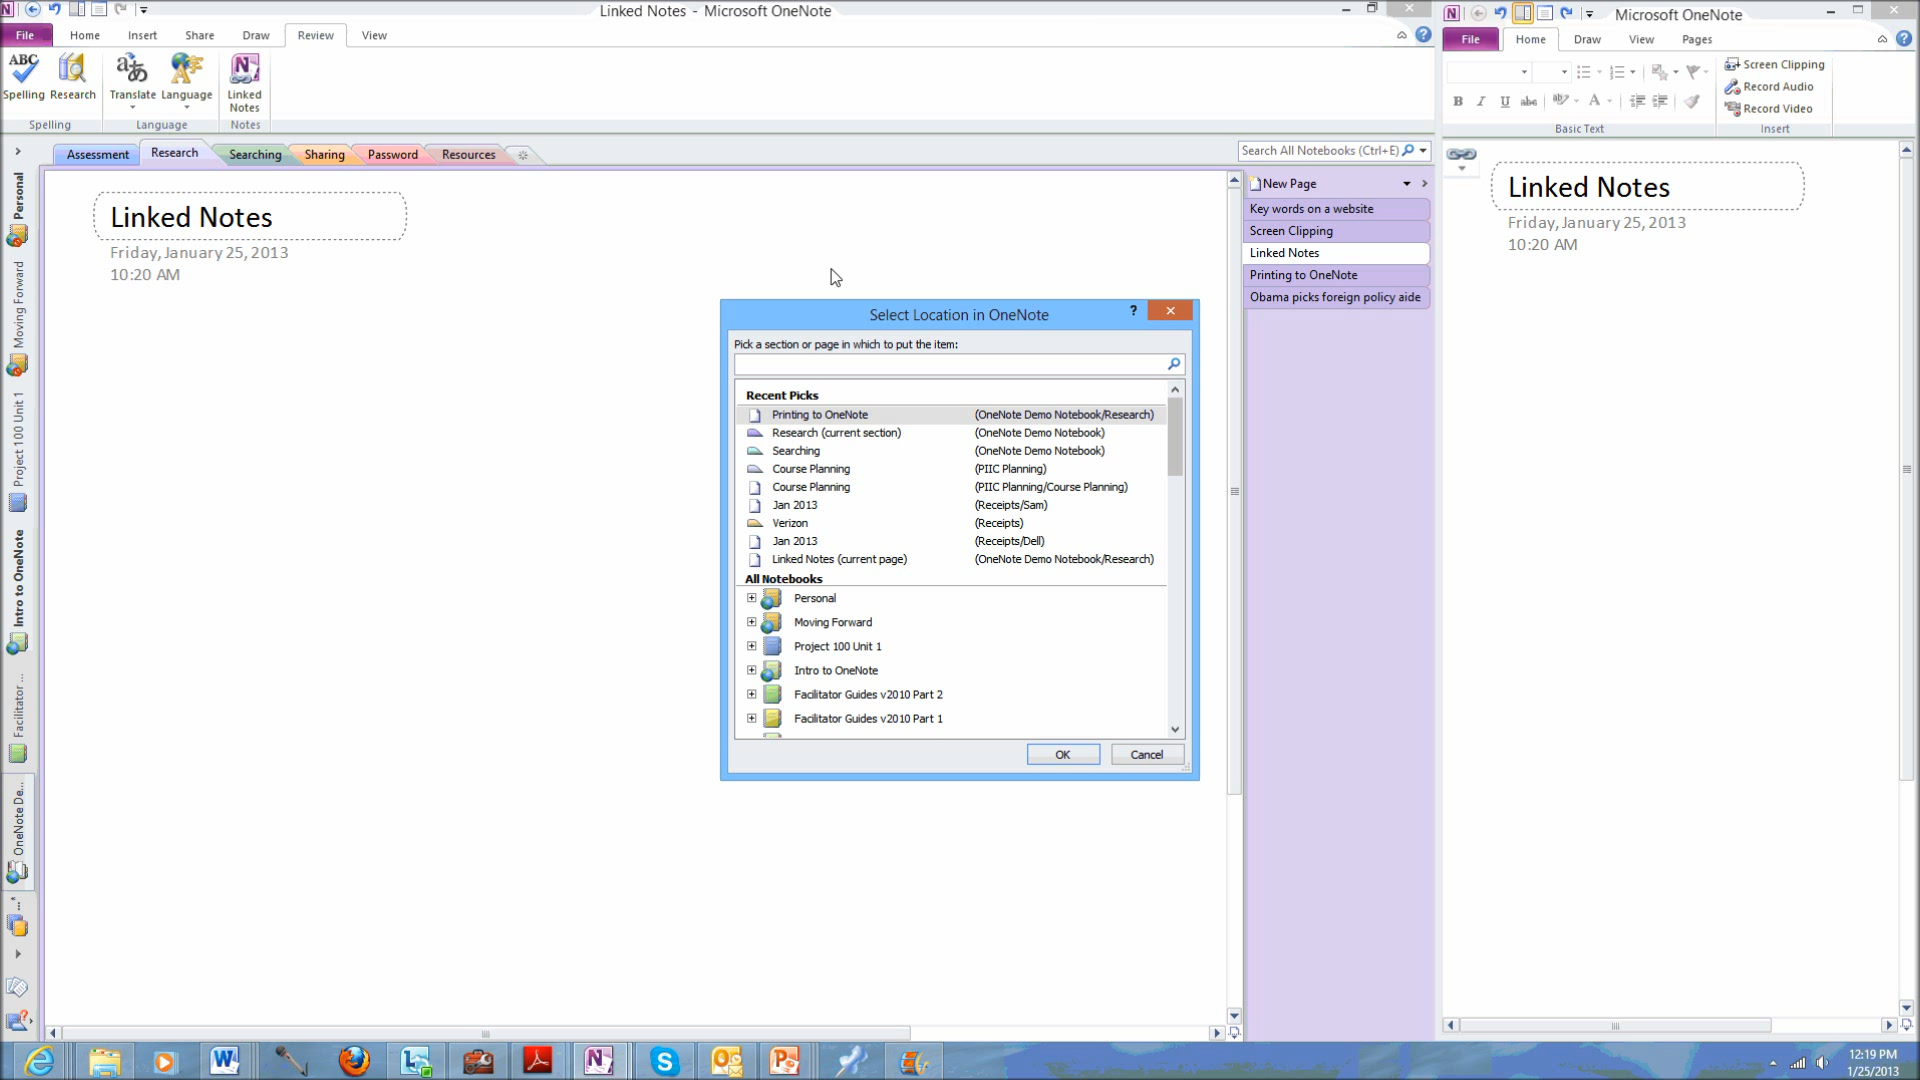 Linked Notes - Microsoft OneNote
File Home Insert Share Draw Review View
ABC
Spelling Research Translate Language Linked Notes
Spelling Language Notes
Assessment Research Searching Sharing Password Resources
Search All Notebooks (Ctrl+E)
Personal
Moving Forward
Project 100 Unit 1
Intro to OneNote
Facilitator ...
OneNote De...
Linked Notes
Friday, January 25, 2013
10:20 AM
New Page
Key words on a website
Screen Clipping
Linked Notes
Printing to OneNote
Obama picks foreign policy aide
Select Location in OneNote
?
Pick a section or page in which to put the item:
Recent Picks
Printing to OneNote (OneNote Demo Notebook/Research)
Research (current section) (OneNote Demo Notebook)
Searching (OneNote Demo Notebook)
Course Planning (PIIC Planning)
Course Planning (PIIC Planning/Course Planning)
Jan 2013 (Receipts/Sam)
Verizon (Receipts)
Jan 2013 (Receipts/Dell)
Linked Notes (current page) (OneNote Demo Notebook/Research)
All Notebooks
Personal
Moving Forward
Project 100 Unit 1
Intro to OneNote
Facilitator Guides v2010 Part 2
Facilitator Guides v2010 Part 1
OK Cancel
Microsoft OneNote
File Home Draw View Pages
Screen Clipping
Record Audio
B I U abc A Record Video
Basic Text Insert
Linked Notes
Friday, January 25, 2013
10:20 AM
12:19 PM
1/25/2013